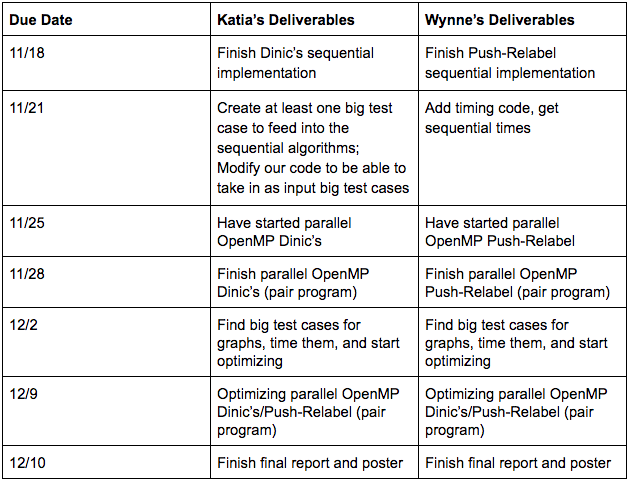 Due Date
Katia's Deliverables
Wynne's Deliverables
11/18
Finish Dinic's sequential
implementation
Finish Push-Relabel
sequential implementation
11/21
Create at least one big test
case to feed into the
sequential algorithms;
Modify our code to be able to
take in as input big test cases
Add timing code, get
sequential times
11/25
Have started parallel
OpenMP Dinic's
Have started parallel
OpenMP Push-Relabel
11/28
Finish parallel OpenMP
Dinic's (pair program)
Finish parallel OpenMP
Push-Relabel (pair program)
12/2
Find big test cases for
graphs, time them, and start
optimizing
Find big test cases for
graphs, time them, and start
optimizing
12/9
Optimizing parallel OpenMP
Dinic's/Push-Relabel (pair
program)
Optimizing parallel OpenMP
Dinic's/Push-Relabel (pair
program)
12/10
Finish final report and poster
Finish final report and poster